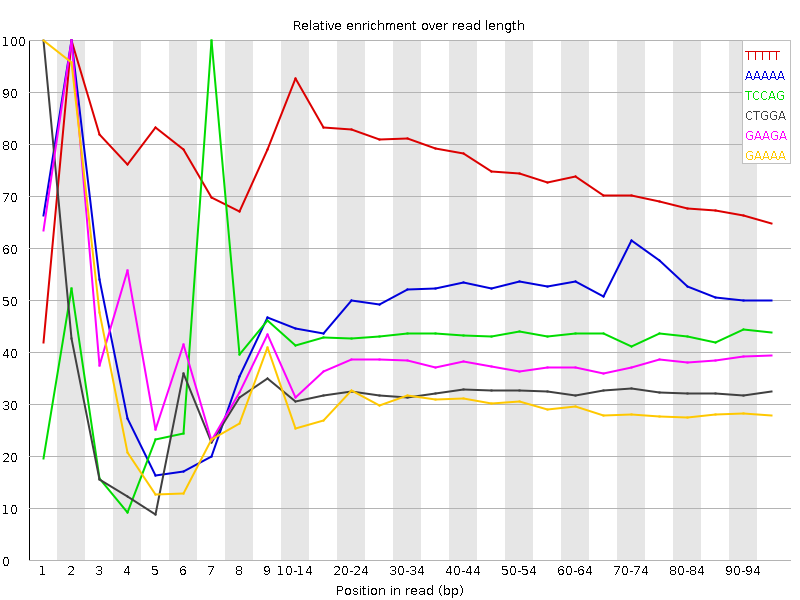 Relative enrichment over read length
100
90
80
70
60
50
40
30
20
10
0
TTTTT
AAAAA
TCCAG
CTGGA
GAAGA
GAAAA
1 2 3 4 5 6 7 8 9 10-14 20-24 30-34 40-44 50-54 60-64 70-74 80-84 90-94
Position in read (bp)